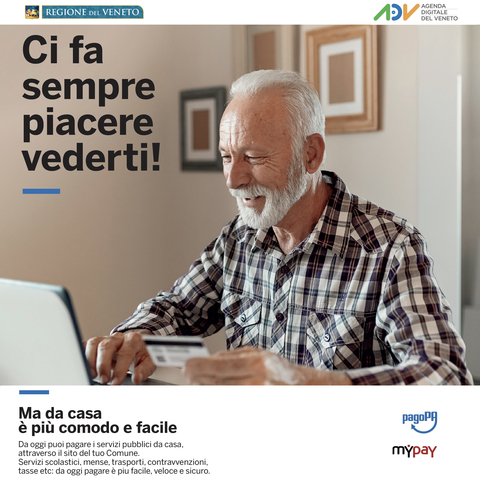 REGIONE DEL VENETO
ADV AGENDA
DIGITALE
DEL VENETO
Ci fa
sempre
piacere
vederti!
Ma da casa
è più comodo e facile
Da oggi puoi pagare i servizi pubblici da casa,
attraverso il sito del tuo Comune.
Servizi scolastici, mense, trasporti, contravvenzioni,
tasse etc: da oggi pagare è piu facile, veloce e sicuro.
pagoPA
mypay